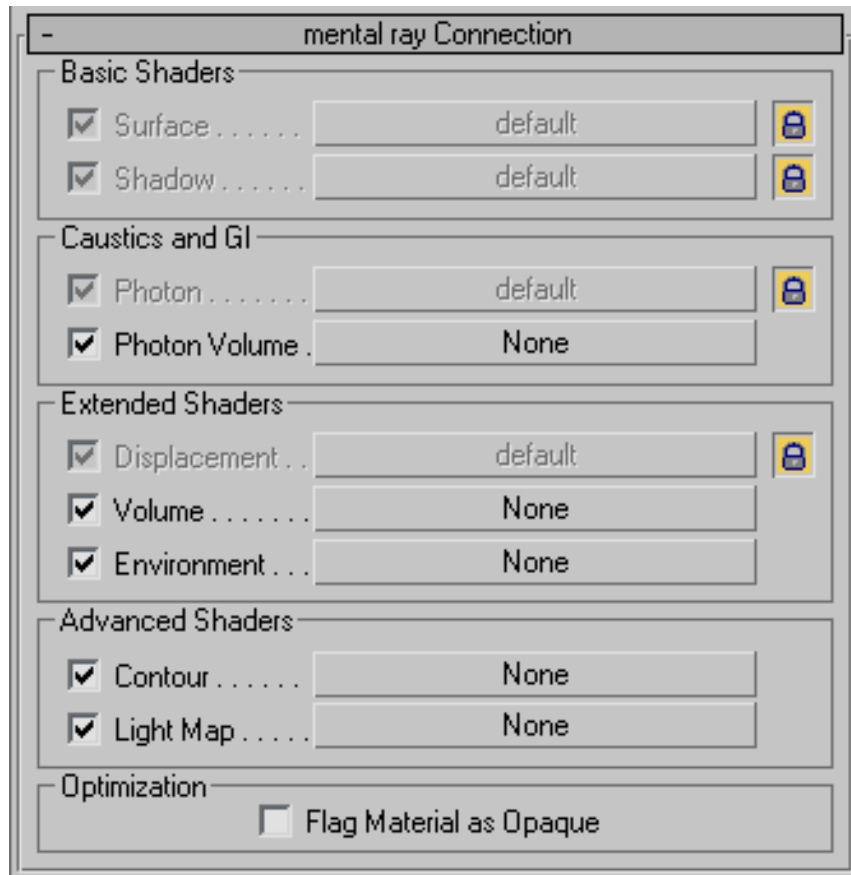 - mental ray Connection
Basic Shaders
Surface . . . . . . default
Shadow . . . . . . default
Caustics and GI
Photon . . . . . . . default
Photon Volume . None
Extended Shaders
Displacement . . default
Volume . . . . . . . None
Environment . . . None
Advanced Shaders
Contour . . . . . . None
Light Map . . . . . None
Optimization
Flag Material as Opaque